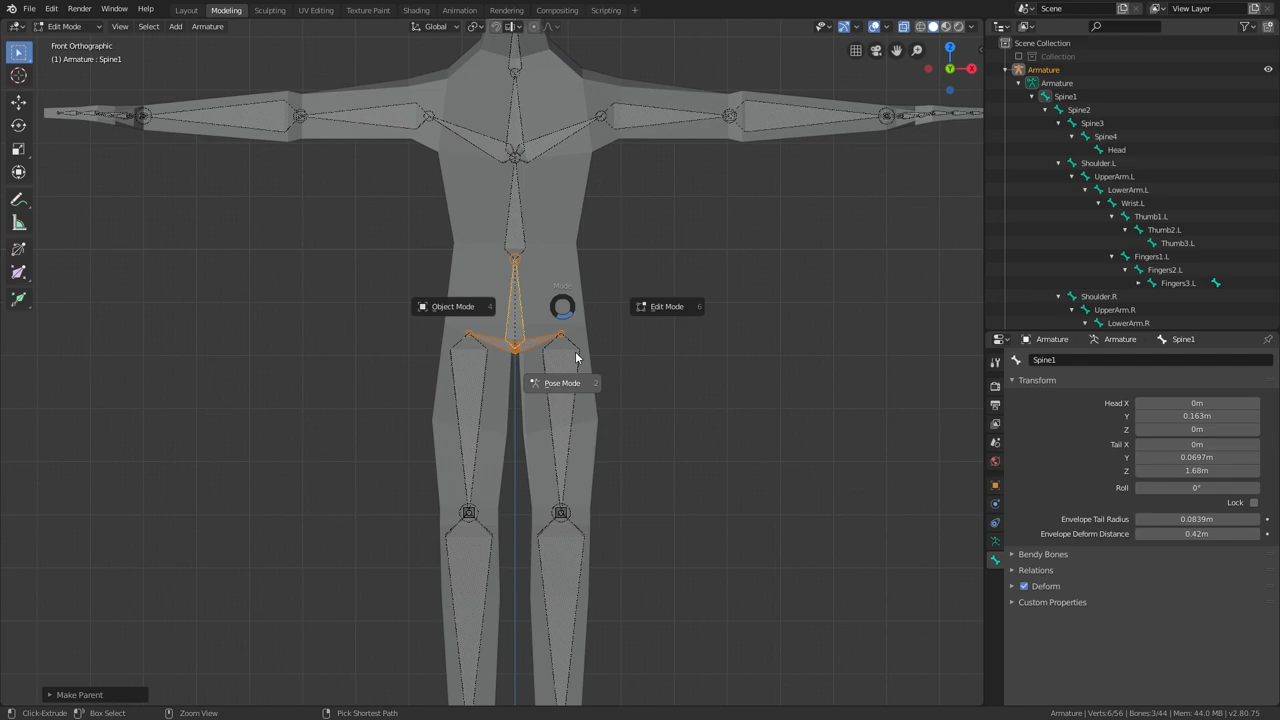 File Edit Render Window Help Layout Modeling Sculpting UV Editing Texture Paint Shading Animation Rendering Compositing Scripting + Scene View Layer
Edit Mode View Select Add Armature Global
Front Orthographic
(1) Armature : Spine1
Z
X
Y
Mode
Object Mode 4
Edit Mode 6
Pose Mode 2
Make Parent
Scene Collection
Collection
Armature
Armature
Spine1
Spine2
Spine3
Spine4
Head
Shoulder.L
UpperArm.L
LowerArm.L
Wrist.L
Thumb1.L
Thumb2.L
Thumb3.L
Fingers1.L
Fingers2.L
Fingers3.L
Shoulder.R
UpperArm.R
LowerArm.R
Armature Armature Spine1
Spine1
Transform
Head X 0m
Y 0.163m
Z 0m
Tail X 0m
Y 0.0697m
Z 1.68m
Roll 0°
Lock
Envelope Tail Radius 0.0839m
Envelope Deform Distance 0.42m
Bendy Bones
Relations
Deform
Custom Properties
Click-Extrude Box Select Zoom View Pick Shortest Path Armature | Verts:6/56 | Bones:3/44 | Mem: 44.0 MB | v2.80.75